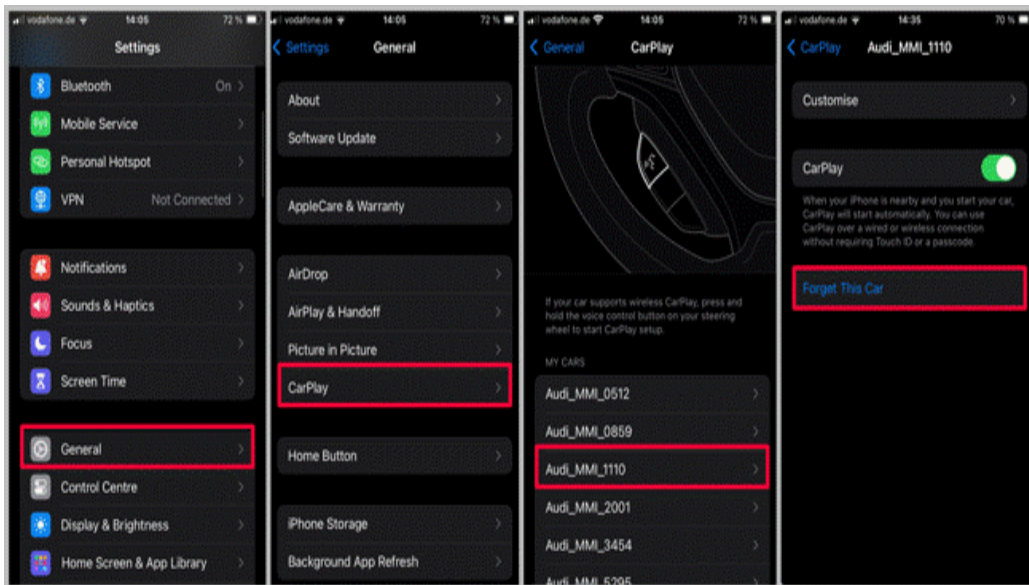 vodafone.de 14:05 72 %
Settings
Bluetooth On
Mobile Service
Personal Hotspot
VPN Not Connected
Notifications
Sounds & Haptics
Focus
Screen Time
General
Control Centre
Display & Brightness
Home Screen & App Library
vodafone.de 14:05 72 %
Settings General
About
Software Update
AppleCare & Warranty
AirDrop
AirPlay & Handoff
Picture in Picture
CarPlay
Home Button
iPhone Storage
Background App Refresh
vodafone.de 14:05 72 %
General CarPlay
If your car supports wireless CarPlay, press and
hold the voice control button on your steering
wheel to start CarPlay setup.
MY CARS
Audi_MMI_0512
Audi_MMI_0859
Audi_MMI_1110
Audi_MMI_2001
Audi_MMI_3454
Audi_MMI_5295
vodafone.de 14:35 70 %
CarPlay Audi_MMI_1110
Customise
CarPlay
When your iPhone is nearby and you start your car,
CarPlay will start automatically. You can use
CarPlay over a wired or wireless connection
without requiring Touch ID or a passcode.
Forget This Car